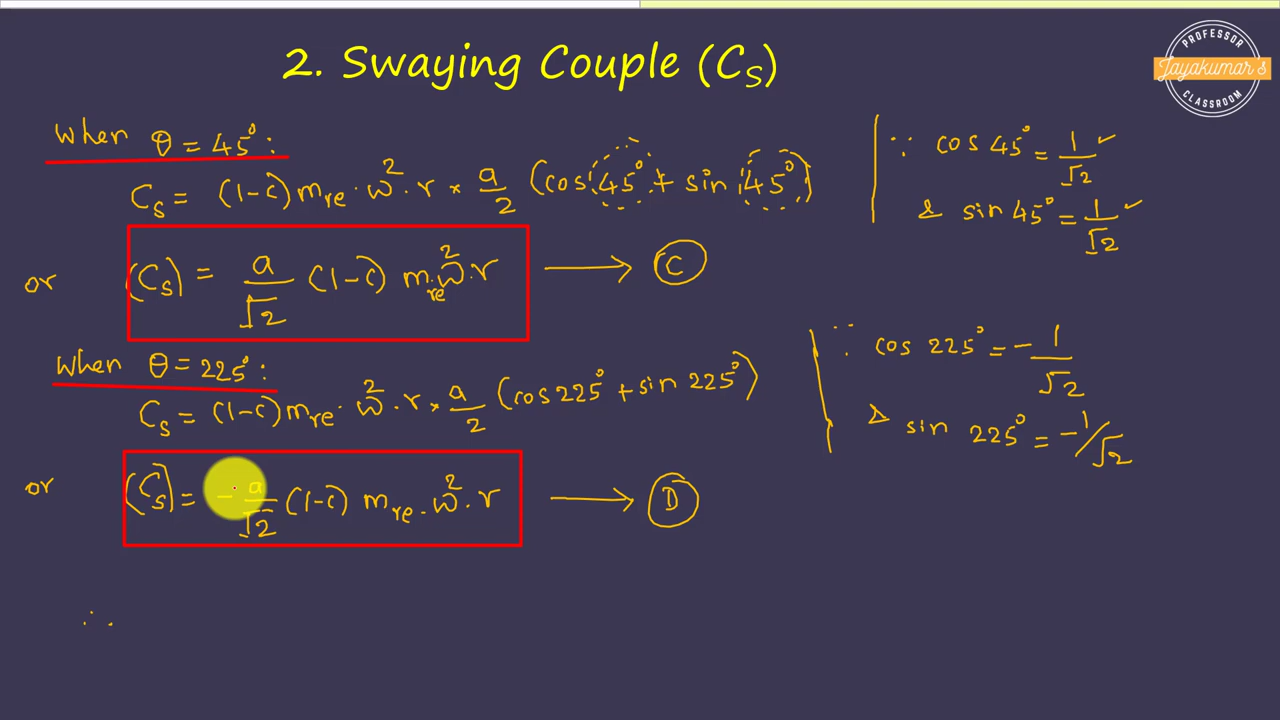 2. Swaying Couple (Cₛ)
PROFESSOR
Jayakumar's
CLASSROOM
When θ = 45° :
Cₛ = (1-c) mᵣₑ · ω² · r × a/2 (cos 45° + sin 45°)
∵ cos 45° = 1/√2 ✓
& sin 45° = 1/√2 ✓
or (Cₛ) = a/√2 (1-c) mᵣₑ · ω² · r ⟶ Ⓒ
When θ = 225° :
Cₛ = (1-c) mᵣₑ · ω² · r × a/2 (cos 225° + sin 225°)
∵ cos 225° = - 1/√2
& sin 225° = -1/√2
or (Cₛ) = - a/√2 (1-c) mᵣₑ · ω² · r ⟶ Ⓓ
∴